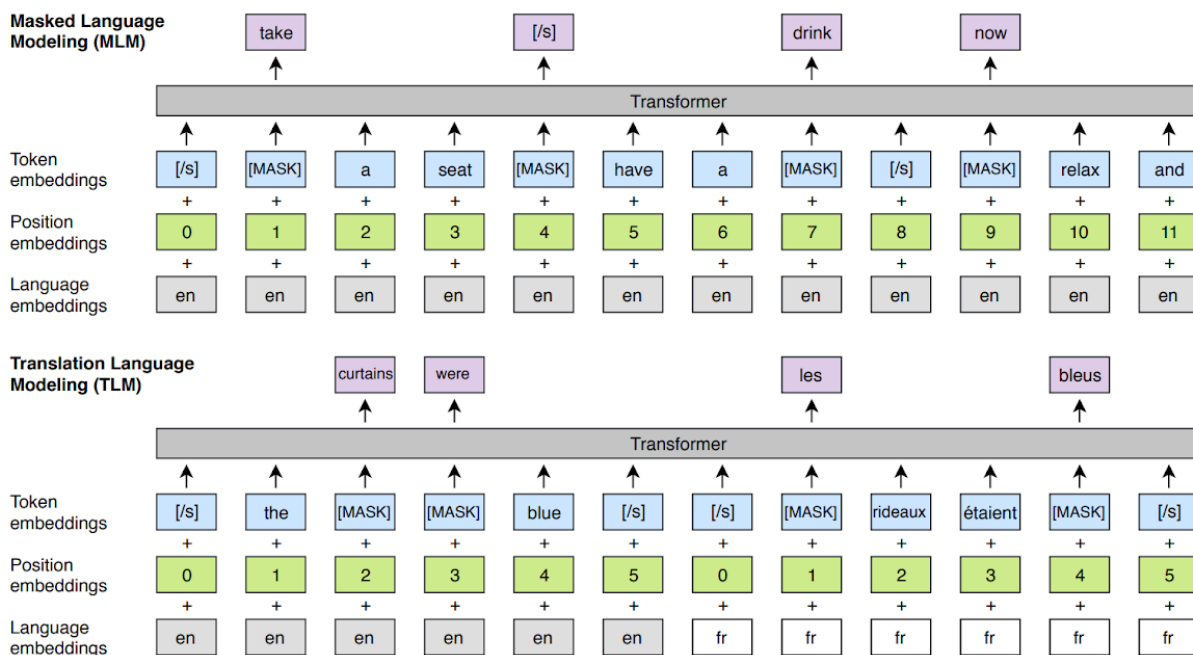 Masked Language
Modeling (MLM)
take [/s] drink now
Transformer
Token
embeddings
[/s] [MASK] a seat [MASK] have a [MASK] [/s] [MASK] relax and
+ + + + + + + + + + + +
Position
embeddings
0 1 2 3 4 5 6 7 8 9 10 11
+ + + + + + + + + + + +
Language
embeddings
en en en en en en en en en en en en
Translation Language
Modeling (TLM)
curtains were les bleus
Transformer
Token
embeddings
[/s] the [MASK] [MASK] blue [/s] [/s] [MASK] rideaux étaient [MASK] [/s]
+ + + + + + + + + + + +
Position
embeddings
0 1 2 3 4 5 0 1 2 3 4 5
+ + + + + + + + + + + +
Language
embeddings
en en en en en en fr fr fr fr fr fr